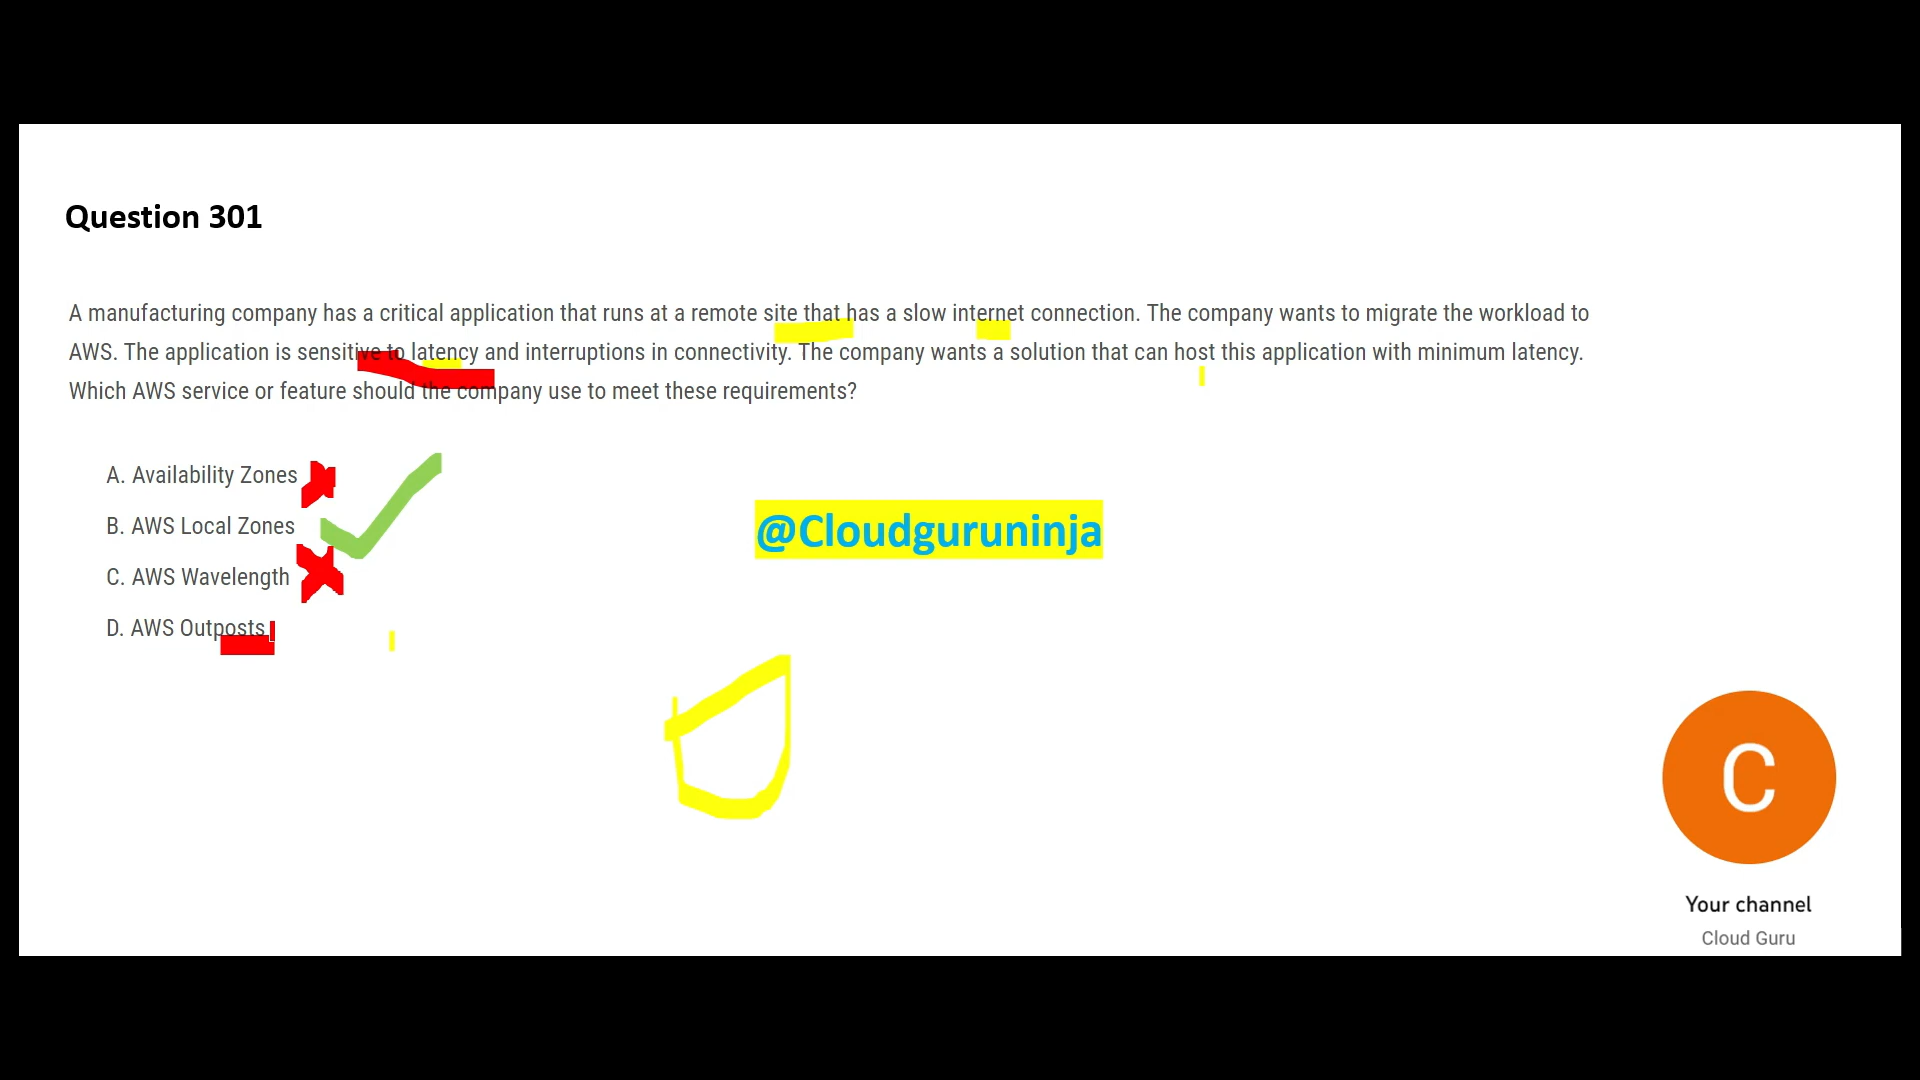 Question 301
A manufacturing company has a critical application that runs at a remote site that has a slow internet connection. The company wants to migrate the workload to
AWS. The application is sensitive to latency and interruptions in connectivity. The company wants a solution that can host this application with minimum latency.
Which AWS service or feature should the company use to meet these requirements?
A. Availability Zones
B. AWS Local Zones
@Cloudguruninja
C. AWS Wavelength
D. AWS Outposts
C
Your channel
Cloud Guru